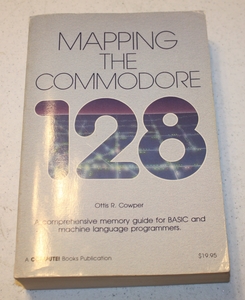 MAPPING
THE
COMMODORE
128
Ottis R. Cowper
A comprehensive memory guide for BASIC and
machine language programmers.
A COMPUTE! Books Publication
$19.95